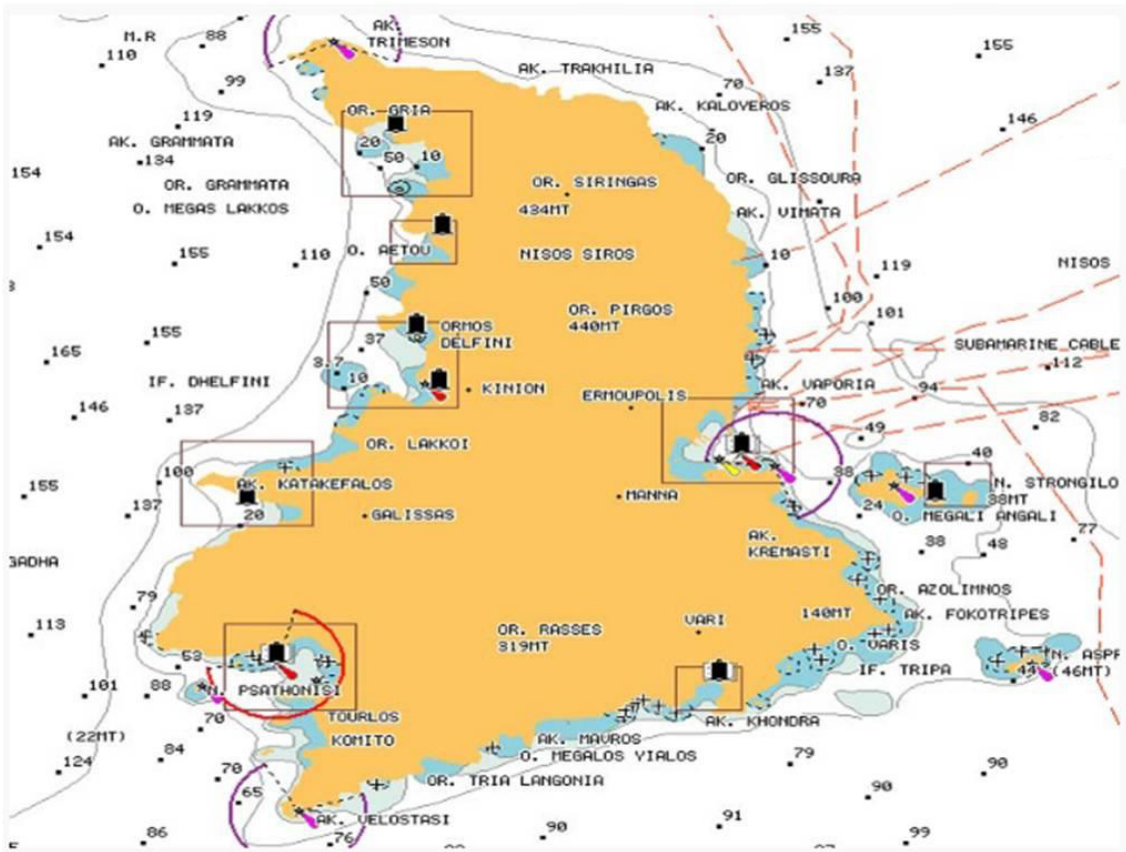 M.R
88
AK.
TRIMESON
155
155
110
137
AK. TRAKHILIA
70
99
AK. KALOVEROS
OR. GRIA
119
146
AK. GRAMMATA
20
20
134
50
10
154
OR. GLISSOURA
OR. SIRINGAS
OR. GRAMMATA
434MT
O. MEGAS LAKKOS
AK. VIMATA
154
O. AETOU
NISOS SIROS
155
110
10
NISOS
119
50
100
OR. PIRGOS
440MT
101
ORMOS
DELFINI
155
37
SUBAMARINE CABLE
165
3.7
112
IF. DHELFINI
10
KINION
AK. VAPORIA
94
ERMOUPOLIS
146
137
70
82
OR. LAKKOI
49
100
38
40
AK. KATAKEFALOS
N. STRONGILO
155
MANNA
38MT
137
20
GALISSAS
24
O. MEGALI ANGALI
77
AK.
KREMASTI
38
48
GADHA
OR. AZOLIMNOS
79
140MT
AK. FOKOTRIPES
113
VARI
OR. RASSES
319MT
O. VARIS
53
N. ASPR
IF. TRIPA
44
(46MT)
101
88
N. PSATHONISI
70
TOURLOS
AK. KHONDRA
(22MT)
KOMITO
AK. MAVROS
84
O. MEGALOS YIALOS
79
124
70
OR. TRIA LANGONIA
90
65
90
AK. VELOSTASI
91
86
76
90
99